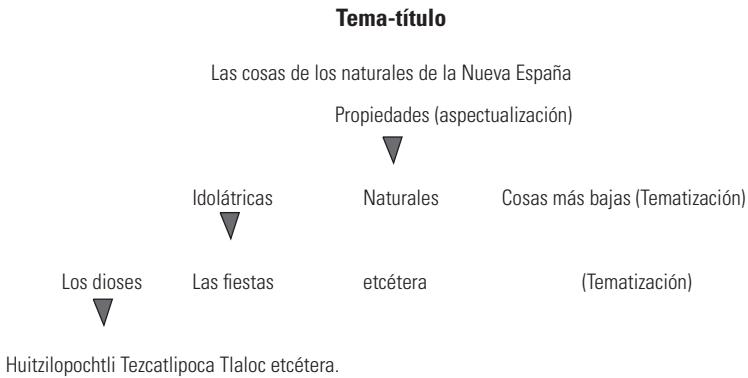 Tema-título
Las cosas de los naturales de la Nueva España
Propiedades (aspectualización)
Idolátricas Naturales Cosas más bajas (Tematización)
Los dioses Las fiestas etcétera (Tematización)
Huitzilopochtli Tezcatlipoca Tlaloc etcétera.